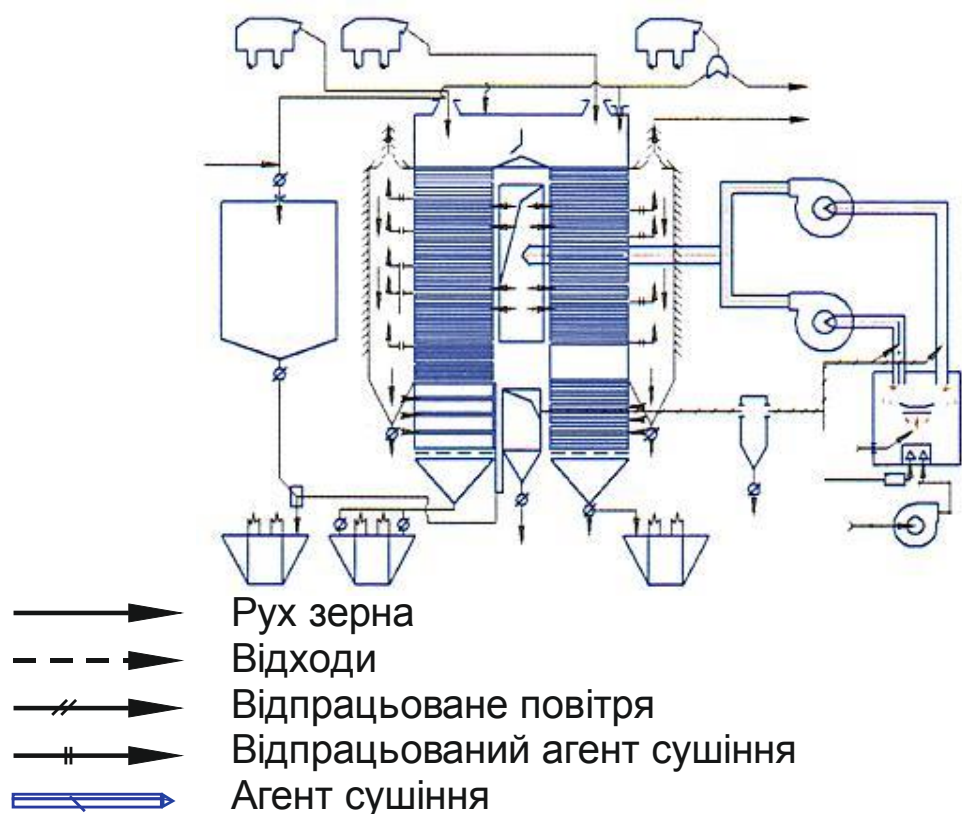 Рух зерна
Відходи
Відпрацьоване повітря
Відпрацьований агент сушіння
Агент сушіння